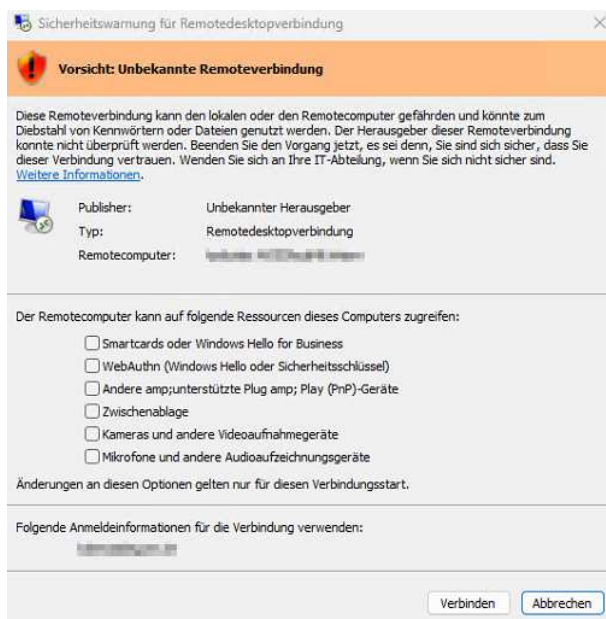 Sicherheitswarnung für Remotedesktopverbindung
Vorsicht: Unbekannte Remoteverbindung
Diese Remoteverbindung kann den lokalen oder den Remotecomputer gefährden und könnte zum
Diebstahl von Kennwörtern oder Dateien genutzt werden. Der Herausgeber dieser Remoteverbindung
konnte nicht überprüft werden. Beenden Sie den Vorgang jetzt, es sei denn, Sie sind sich sicher, dass Sie
dieser Verbindung vertrauen. Wenden Sie sich an Ihre IT-Abteilung, wenn Sie sich nicht sicher sind.
Weitere Informationen.
Publisher: Unbekannter Herausgeber
Typ: Remotedesktopverbindung
Remotecomputer:
Der Remotecomputer kann auf folgende Ressourcen dieses Computers zugreifen:
Smartcards oder Windows Hello for Business
WebAuthn (Windows Hello oder Sicherheitsschlüssel)
Andere amp;unterstützte Plug amp; Play (PnP)-Geräte
Zwischenablage
Kameras und andere Videoaufnahmegeräte
Mikrofone und andere Audioaufzeichnungsgeräte
Änderungen an diesen Optionen gelten nur für diesen Verbindungsstart.
Folgende Anmeldeinformationen für die Verbindung verwenden:
Verbinden Abbrechen